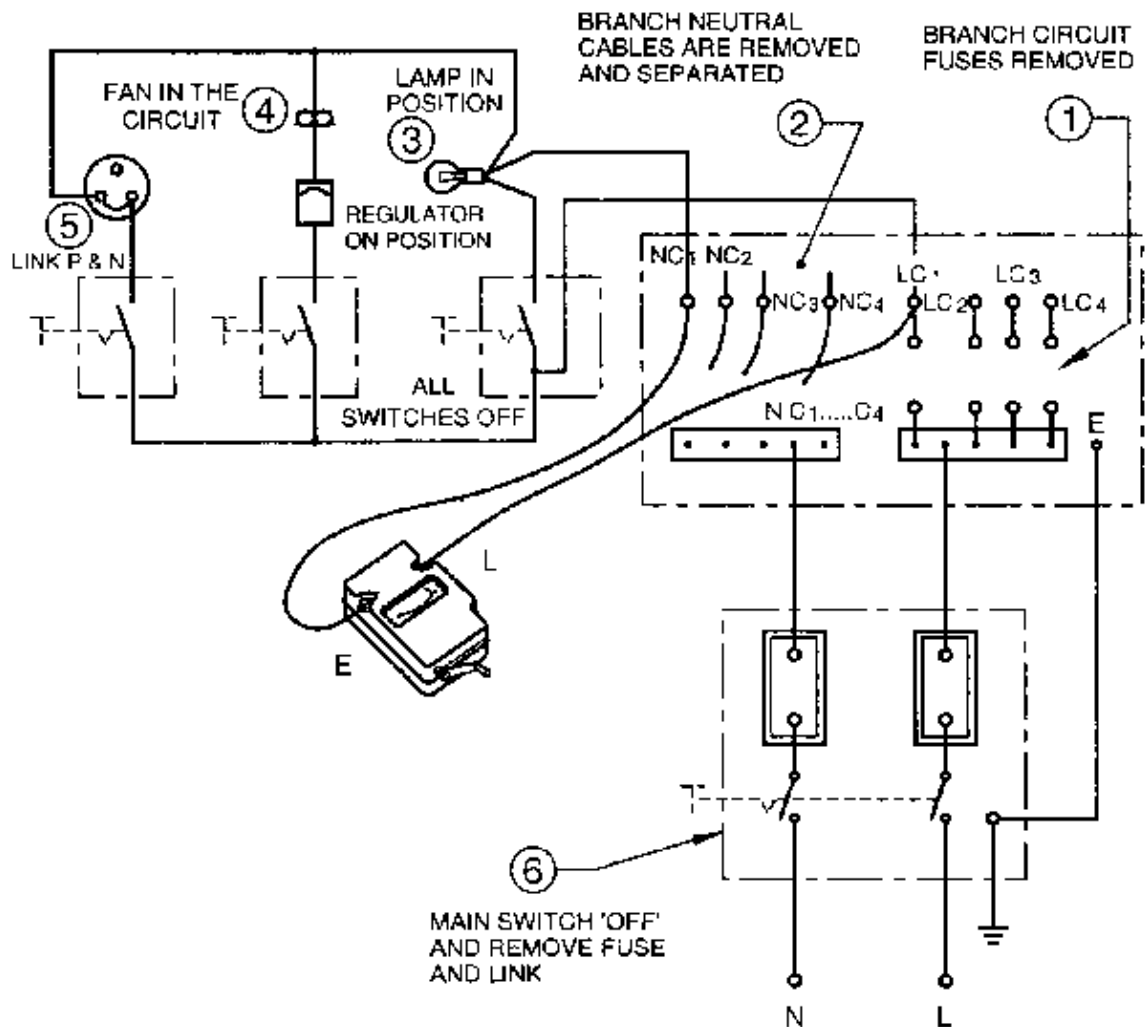 BRANCH NEUTRAL
CABLES ARE REMOVED
AND SEPARATED
BRANCH CIRCUIT
FUSES REMOVED
FAN IN THE
CIRCUIT
4
LAMP IN
POSITION
3
2
1
5
LINK P & N
REGULATOR
ON POSITION
NC1
NC2
NC3
NC4
LC1
LC2
LC3
LC4
ALL
SWITCHES OFF
N C1.....C4
E
L
E
6
MAIN SWITCH 'OFF'
AND REMOVE FUSE
AND LINK
N
L